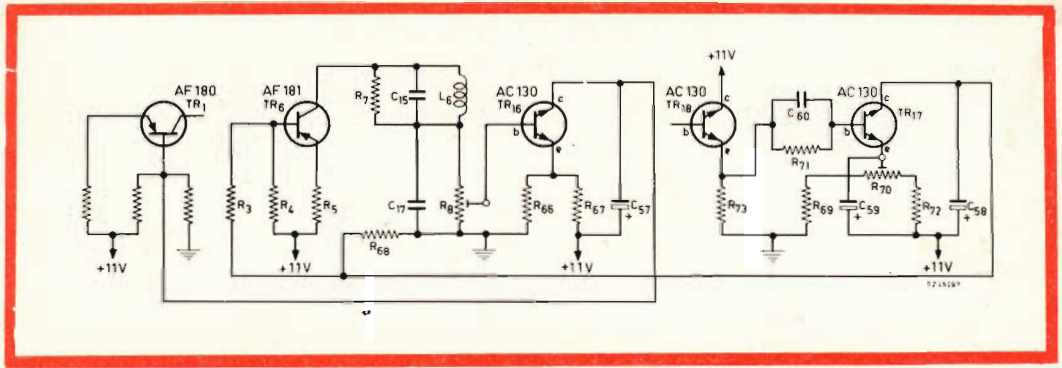 AF 180
TR1
+11V
AF 181
TR6
R3
R4
R5
+11V
R7
C15
L6
C17
R8
R68
AC 130
TR16
c
b
e
R66
R67
C57
+
+11V
+11V
AC 130
TR18
c
b
e
R73
C60
R71
AC 130
TR17
c
b
e
R70
R69
C59
+
R72
C58
+
+11V